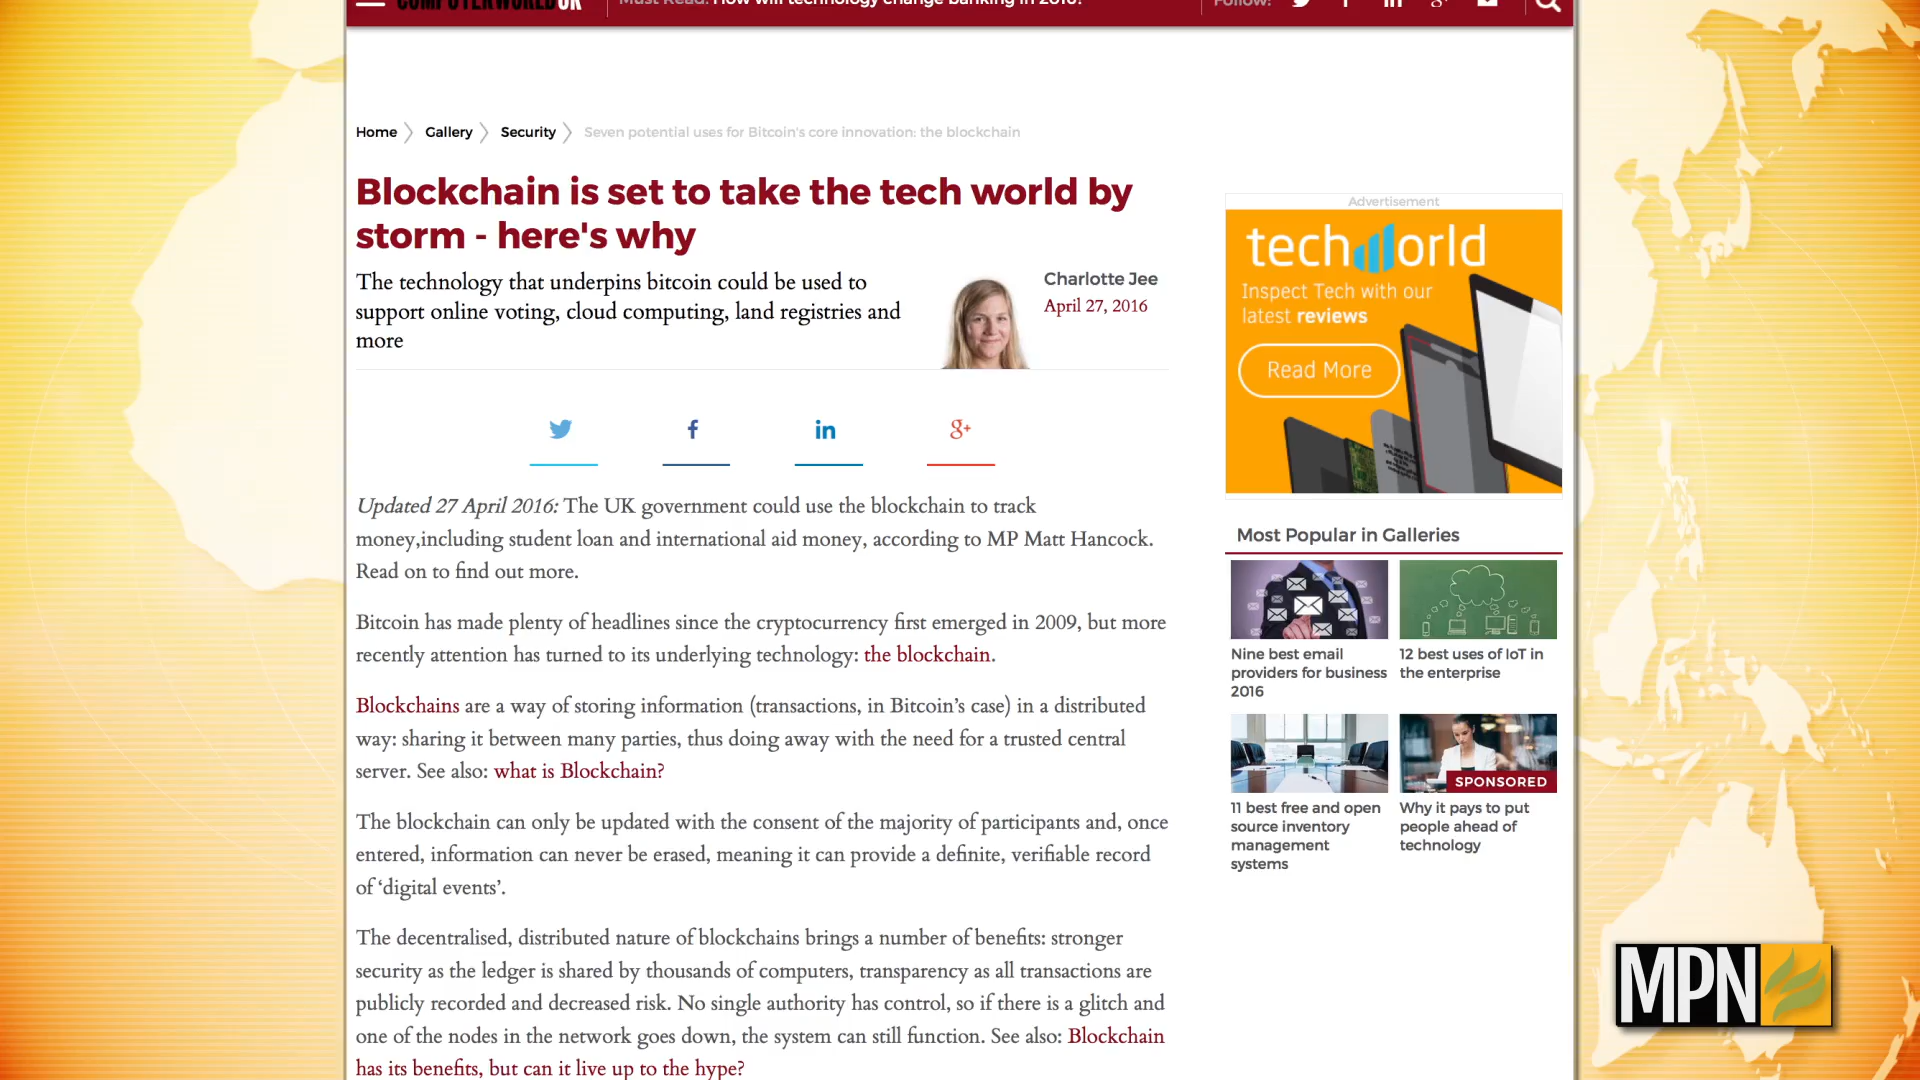 COMPUTERWORLDUK
Must Read: How will technology change banking in 2016?
Follow:
Home
Gallery
Security
Seven potential uses for Bitcoin's core innovation: the blockchain
Blockchain is set to take the tech world by
storm - here's why
The technology that underpins bitcoin could be used to
support online voting, cloud computing, land registries and
more
Charlotte Jee
April 27, 2016
Updated 27 April 2016: The UK government could use the blockchain to track
money,including student loan and international aid money, according to MP Matt Hancock.
Read on to find out more.
Bitcoin has made plenty of headlines since the cryptocurrency first emerged in 2009, but more
recently attention has turned to its underlying technology: the blockchain.
Blockchains are a way of storing information (transactions, in Bitcoin’s case) in a distributed
way: sharing it between many parties, thus doing away with the need for a trusted central
server. See also: what is Blockchain?
The blockchain can only be updated with the consent of the majority of participants and, once
entered, information can never be erased, meaning it can provide a definite, verifiable record
of ‘digital events’.
The decentralised, distributed nature of blockchains brings a number of benefits: stronger
security as the ledger is shared by thousands of computers, transparency as all transactions are
publicly recorded and decreased risk. No single authority has control, so if there is a glitch and
one of the nodes in the network goes down, the system can still function. See also: Blockchain
has its benefits, but can it live up to the hype?
Advertisement
techworld
Inspect Tech with our
latest reviews
Read More
Most Popular in Galleries
Nine best email
providers for business
2016
12 best uses of IoT in
the enterprise
11 best free and open
source inventory
management
systems
SPONSORED
Why it pays to put
people ahead of
technology
MPN